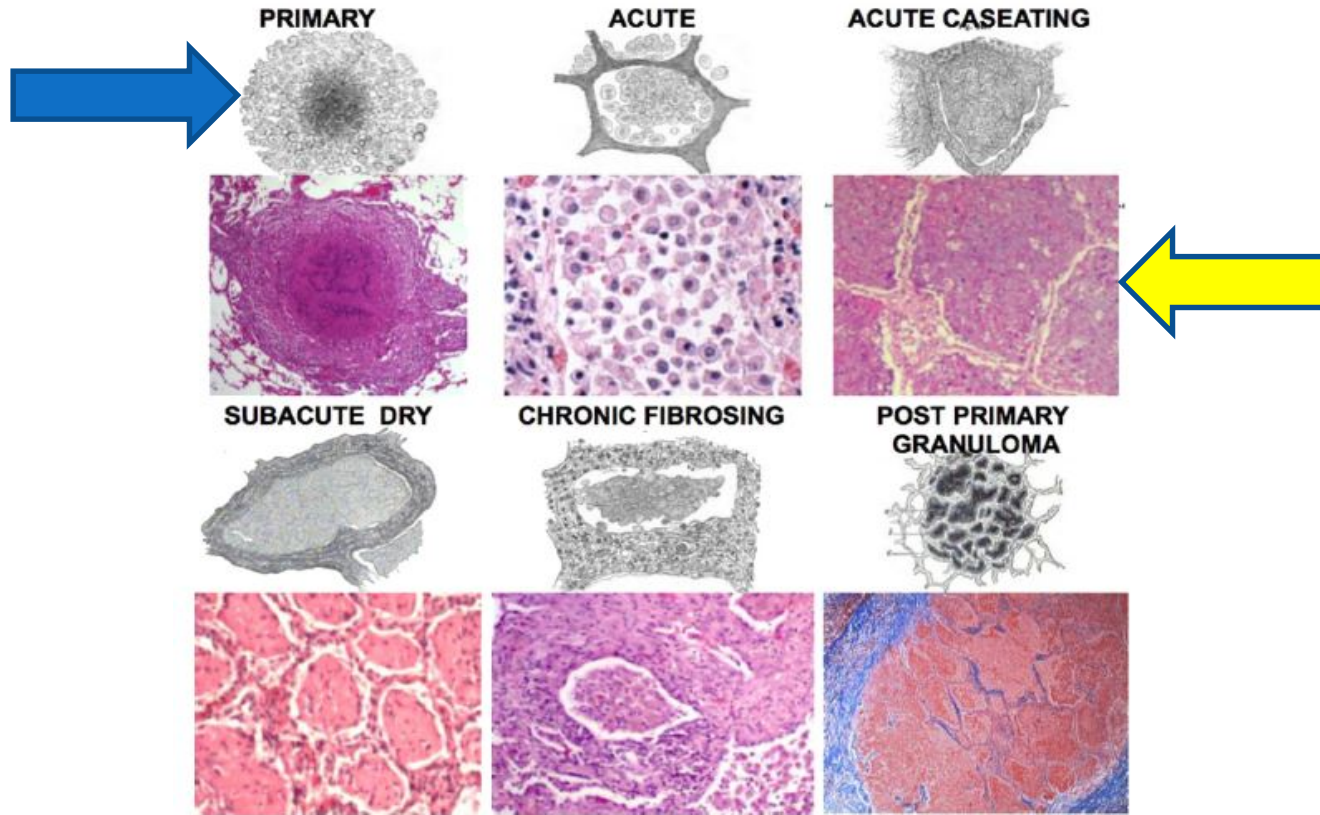 PRIMARY
ACUTE
ACUTE CASEATING
SUBACUTE DRY
CHRONIC FIBROSING
POST PRIMARY
GRANULOMA